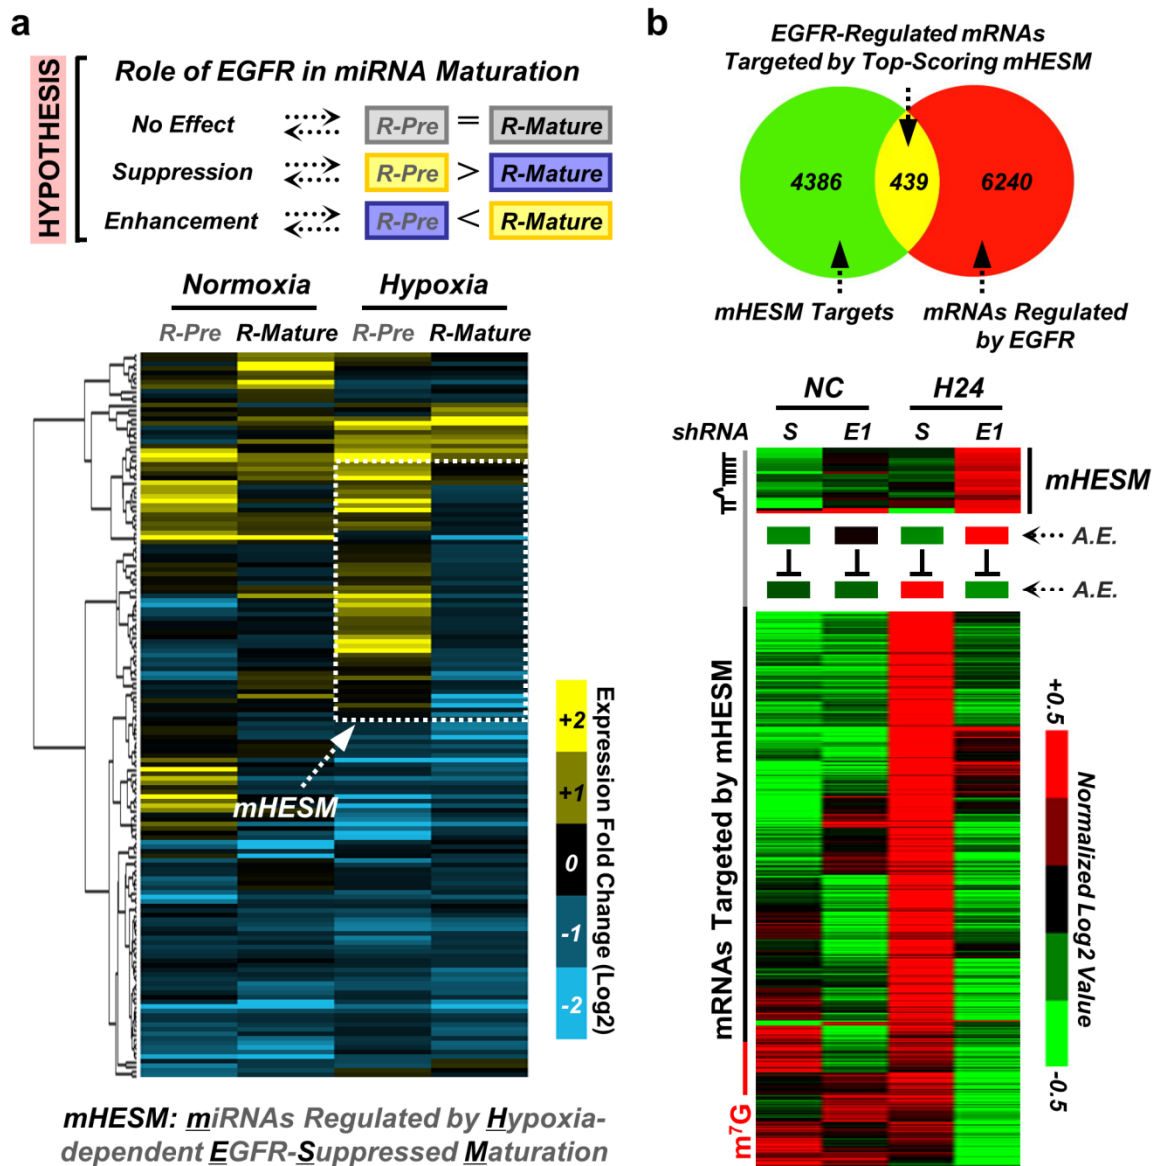 a
HYPOTHESIS
Role of EGFR in miRNA Maturation
No Effect R-Pre = R-Mature
Suppression R-Pre > R-Mature
Enhancement R-Pre < R-Mature
Normoxia Hypoxia
R-Pre R-Mature R-Pre R-Mature
mHESM
+2
+1
0
-1
-2
Expression Fold Change (Log2)
mHESM: miRNAs Regulated by Hypoxia-
dependent EGFR-Suppressed Maturation
b
EGFR-Regulated mRNAs
Targeted by Top-Scoring mHESM
4386 439 6240
mHESM Targets
mRNAs Regulated
by EGFR
NC H24
shRNA S E1 S E1
mHESM
A.E.
A.E.
mRNAs Targeted by mHESM
m⁷G
+0.5
Normalized Log2 Value
-0.5